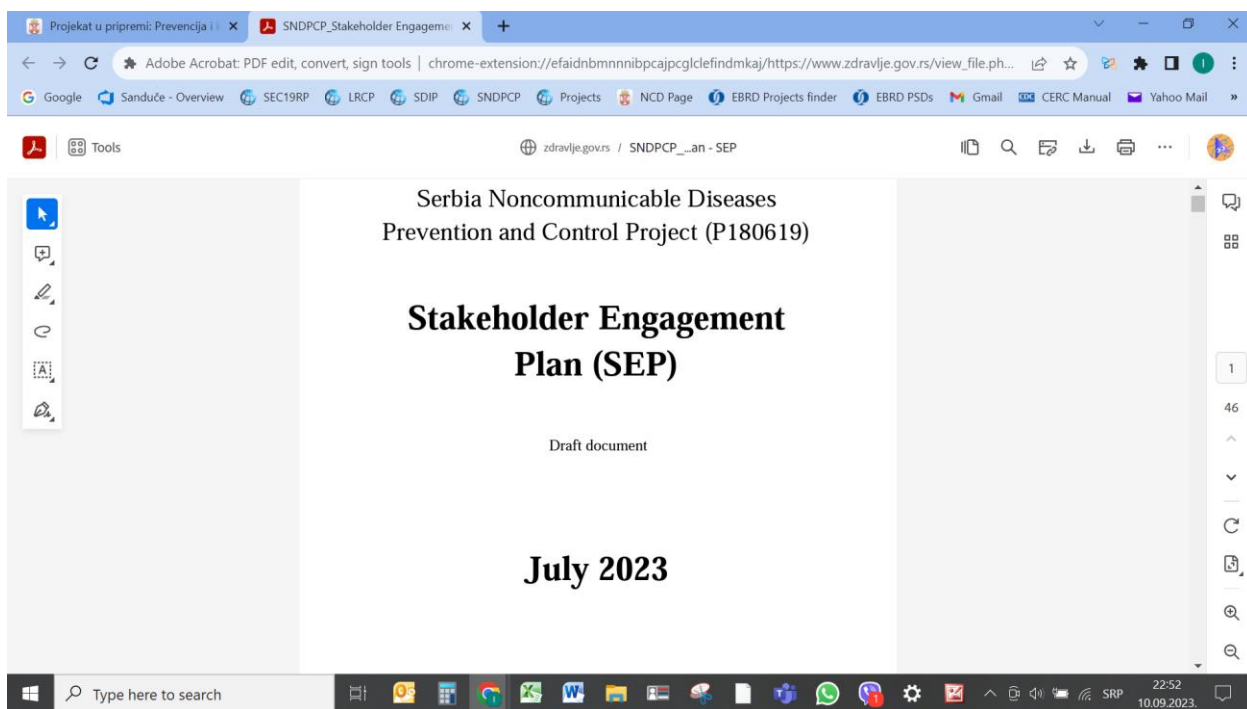 Projekat u pripremi: Prevencija i
SNDPCP_Stakeholder Engageme
Adobe Acrobat: PDF edit, convert, sign tools | chrome-extension://efaidnbmnnnibpcajpcglclefindmkaj/https://www.zdravlje.gov.rs/view_file.ph...
Google Sanduče - Overview SEC19RP LRCP SDIP SNDPCP Projects NCD Page EBRD Projects finder EBRD PSDs Gmail CERC Manual Yahoo Mail »
Tools
zdravlje.gov.rs / SNDPCP_...an - SEP
Serbia Noncommunicable Diseases
Prevention and Control Project (P180619)
Stakeholder Engagement
Plan (SEP)
Draft document
July 2023
1
46
Type here to search
SRP
22:52
10.09.2023.